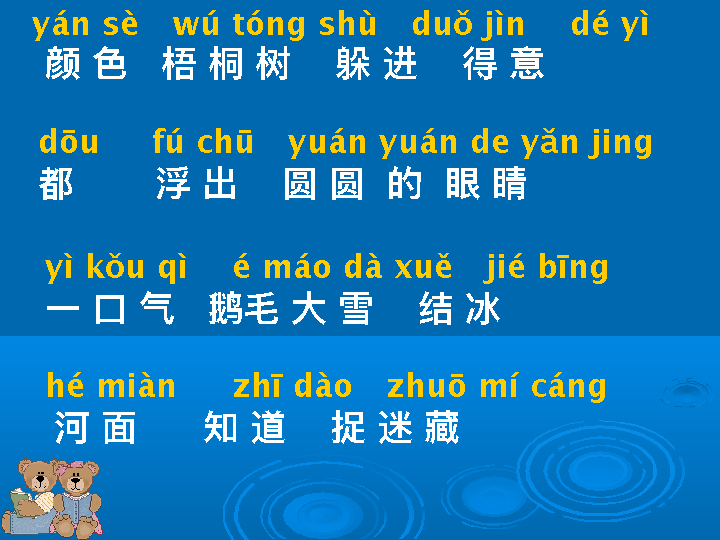 yán sè wú tóng shù duǒ jìn dé yì
颜 色 梧 桐 树 躲 进 得 意
dōu fú chū yuán yuán de yǎn jing
都 浮 出 圆 圆 的 眼 睛
yì kǒu qì é máo dà xuě jié bīng
一 口 气 鹅毛 大 雪 结 冰
hé miàn zhī dào zhuō mí cáng
河 面 知 道 捉 迷 藏